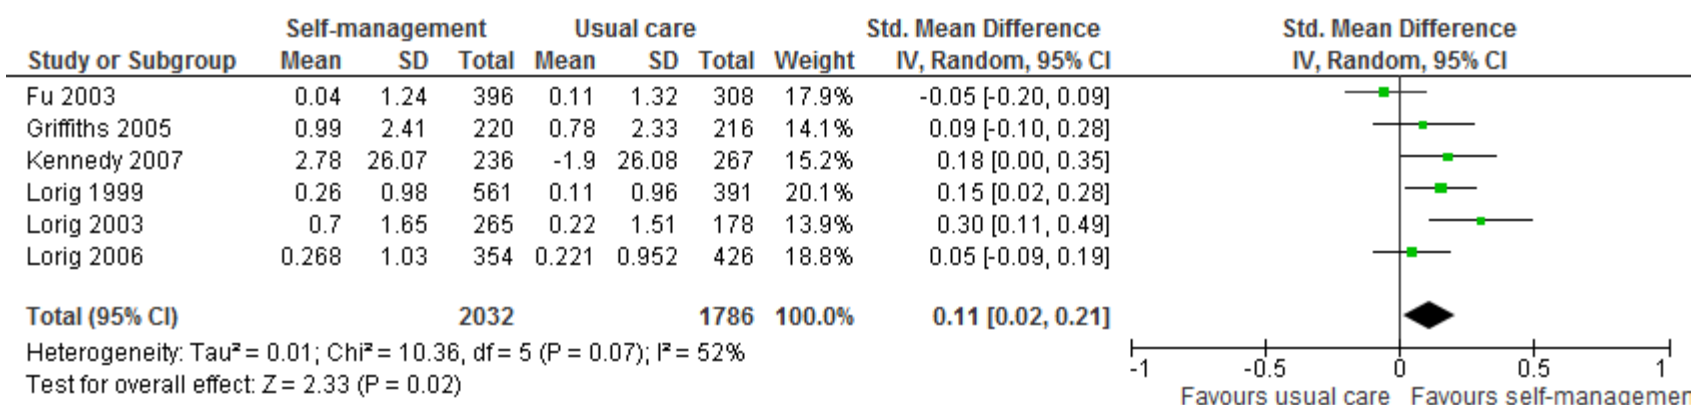 Self-management Usual care Std. Mean Difference Std. Mean Difference
Study or Subgroup Mean SD Total Mean SD Total Weight IV, Random, 95% CI IV, Random, 95% CI
Fu 2003 0.04 1.24 396 0.11 1.32 308 17.9% -0.05 [-0.20, 0.09]
Griffiths 2005 0.99 2.41 220 0.78 2.33 216 14.1% 0.09 [-0.10, 0.28]
Kennedy 2007 2.78 26.07 236 -1.9 26.08 267 15.2% 0.18 [0.00, 0.35]
Lorig 1999 0.26 0.98 561 0.11 0.96 391 20.1% 0.15 [0.02, 0.28]
Lorig 2003 0.7 1.65 265 0.22 1.51 178 13.9% 0.30 [0.11, 0.49]
Lorig 2006 0.268 1.03 354 0.221 0.952 426 18.8% 0.05 [-0.09, 0.19]
Total (95% CI) 2032 1786 100.0% 0.11 [0.02, 0.21]
Heterogeneity: Tau² = 0.01; Chi² = 10.36, df = 5 (P = 0.07); I² = 52%
Test for overall effect: Z = 2.33 (P = 0.02)
-1 -0.5 0 0.5 1
Favours usual care Favours self-managemen